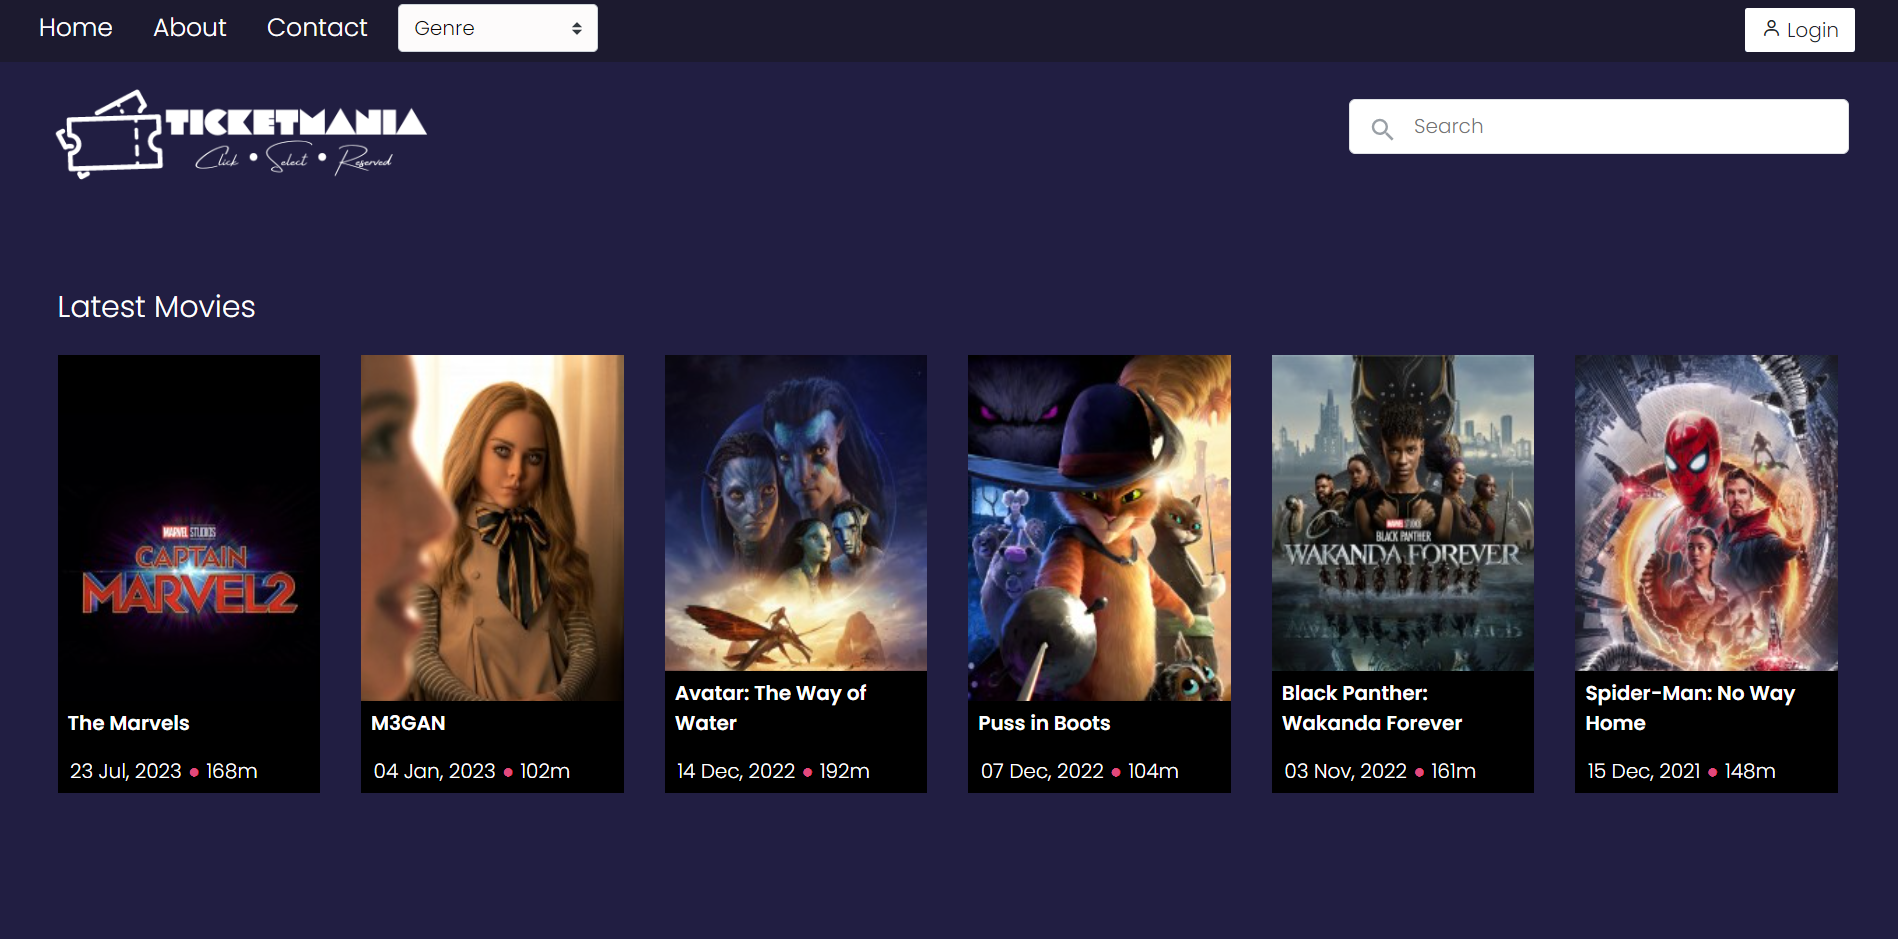 Home About Contact Genre Login
TICKETMANIA
Click • Select • Reserved
Search
Latest Movies
MARVEL STUDIOS
CAPTAIN
MARVEL2
MARVEL STUDIOS
BLACK PANTHER
WAKANDA FOREVER
The Marvels
23 Jul, 2023 • 168m
M3GAN
04 Jan, 2023 • 102m
Avatar: The Way of
Water
14 Dec, 2022 • 192m
Puss in Boots
07 Dec, 2022 • 104m
Black Panther:
Wakanda Forever
03 Nov, 2022 • 161m
Spider-Man: No Way
Home
15 Dec, 2021 • 148m